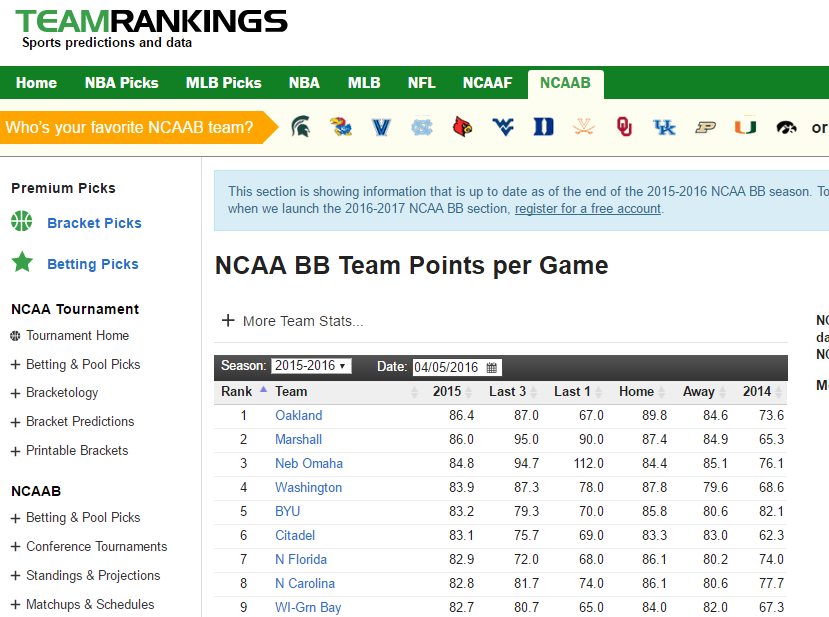 TEAMRANKINGS
Sports predictions and data
Home NBA Picks MLB Picks NBA MLB NFL NCAAF NCAAB
Who's your favorite NCAAB team? or
Premium Picks
Bracket Picks
Betting Picks
NCAA Tournament
Tournament Home
+ Betting & Pool Picks
+ Bracketology
+ Bracket Predictions
+ Printable Brackets
NCAAB
+ Betting & Pool Picks
+ Conference Tournaments
+ Standings & Projections
+ Matchups & Schedules
This section is showing information that is up to date as of the end of the 2015-2016 NCAA BB season. To
when we launch the 2016-2017 NCAA BB section, register for a free account.
NCAA BB Team Points per Game
+ More Team Stats...
Season: 2015-2016 Date: 04/05/2016
Rank Team 2015 Last 3 Last 1 Home Away 2014
1 Oakland 86.4 87.0 67.0 89.8 84.6 73.6
2 Marshall 86.0 95.0 90.0 87.4 84.9 65.3
3 Neb Omaha 84.8 94.7 112.0 84.4 85.1 76.1
4 Washington 83.9 87.3 78.0 87.8 79.6 68.6
5 BYU 83.2 79.3 70.0 85.8 80.6 82.1
6 Citadel 83.1 75.7 69.0 83.3 83.0 62.3
7 N Florida 82.9 72.0 68.0 86.1 80.2 74.0
8 N Carolina 82.8 81.7 74.0 86.1 80.6 77.7
9 WI-Grn Bay 82.7 80.7 65.0 84.0 82.0 67.3